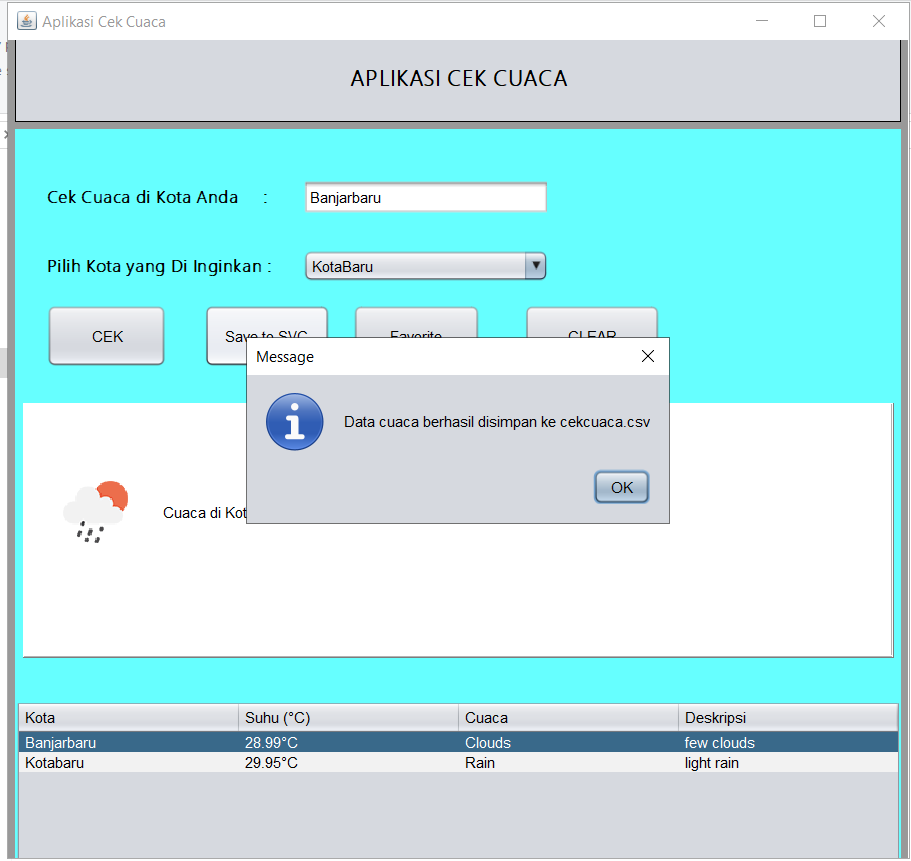 Aplikasi Cek Cuaca
APLIKASI CEK CUACA
Cek Cuaca di Kota Anda :
Banjarbaru
Pilih Kota yang Di Inginkan :
KotaBaru
CEK
Save to SVC
Favorite
CLEAR
Message
Data cuaca berhasil disimpan ke cekcuaca.csv
OK
Cuaca di Kot
Kota Suhu (°C) Cuaca Deskripsi
Banjarbaru 28.99°C Clouds few clouds
Kotabaru 29.95°C Rain light rain